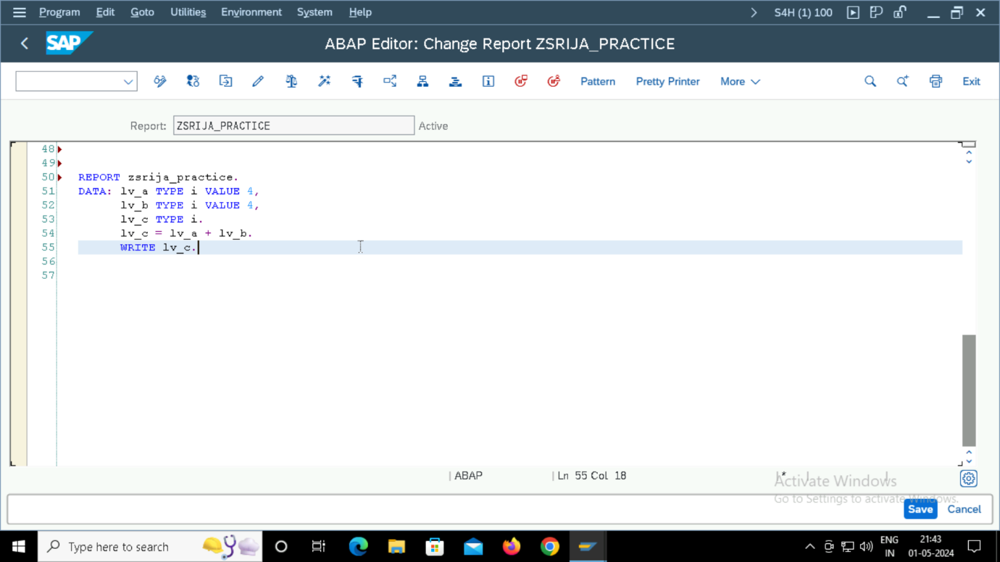 Program Edit Goto Utilities Environment System Help S4H (1) 100
SAP ABAP Editor: Change Report ZSRIJA_PRACTICE
Pattern Pretty Printer More Exit
Report: ZSRIJA_PRACTICE Active
48
49
50 REPORT zsrija_practice.
51 DATA: lv_a TYPE i VALUE 4,
52 lv_b TYPE i VALUE 4,
53 lv_c TYPE i.
54 lv_c = lv_a + lv_b.
55 WRITE lv_c.
56
57
| ABAP | Ln 55 Col 18 | * | |
Activate Windows
Go to Settings to activate Windows.
Save Cancel
Type here to search
ENG
IN
21:43
01-05-2024